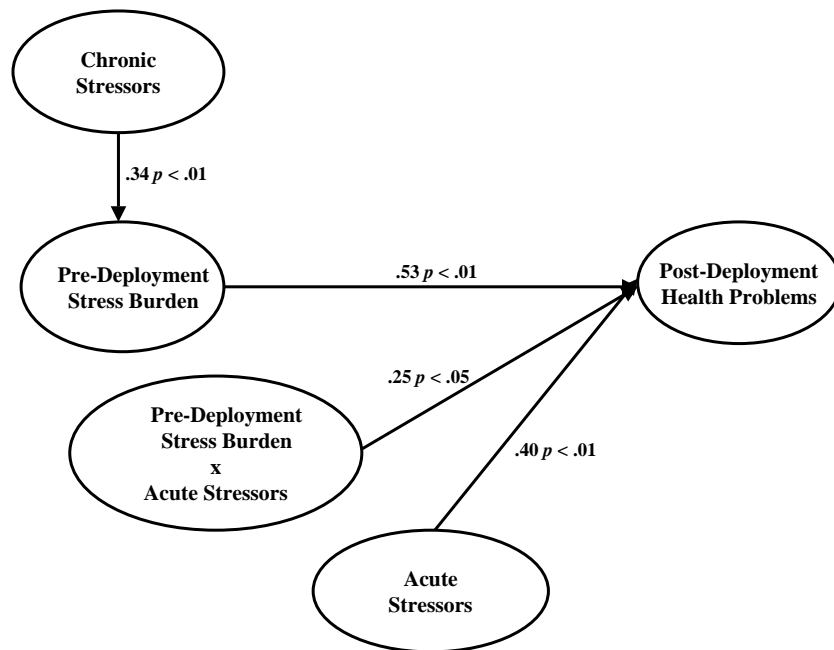 Chronic
Stressors
.34 p < .01
Pre-Deployment
Stress Burden
.53 p < .01
Post-Deployment
Health Problems
.25 p < .05
Pre-Deployment
Stress Burden
x
Acute Stressors
.40 p < .01
Acute
Stressors